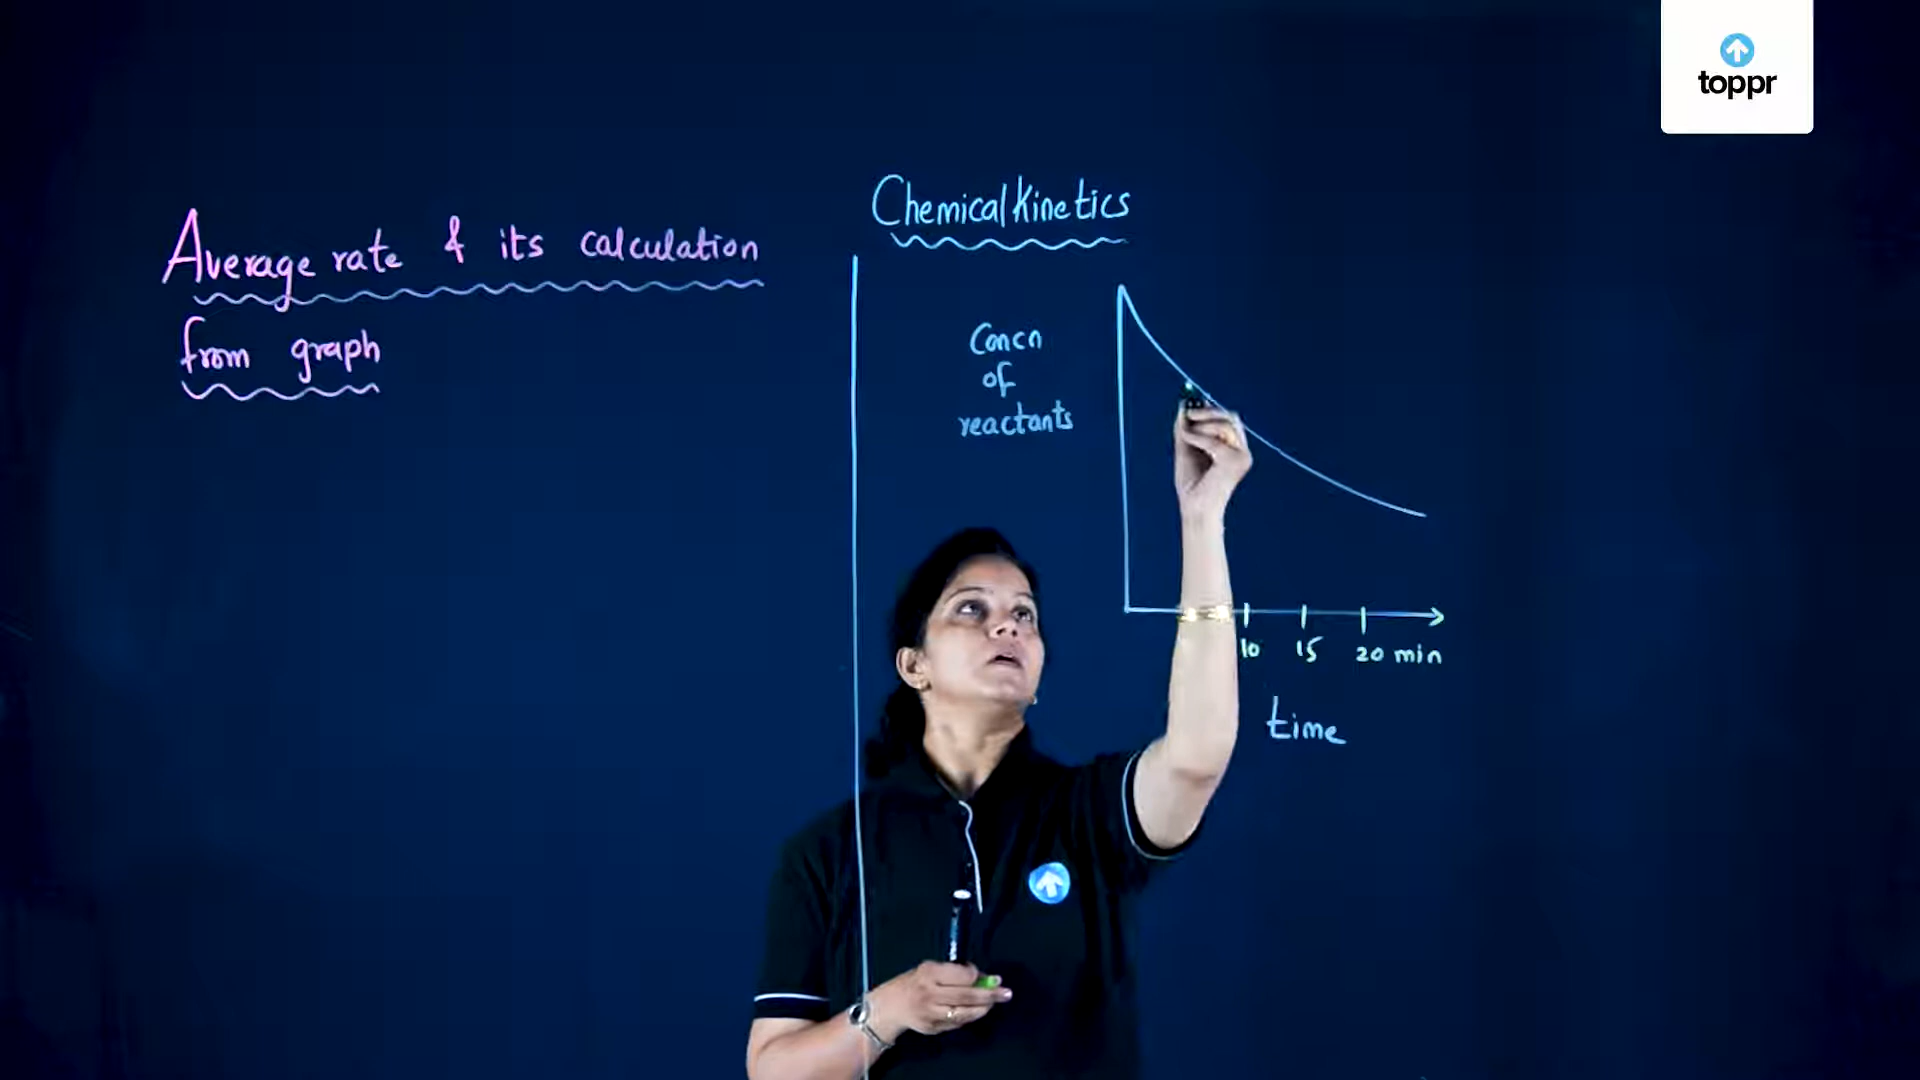 toppr
Chemical Kinetics
Average rate & its calculation
from graph
Concn
of
reactants
10 15 20 min
time